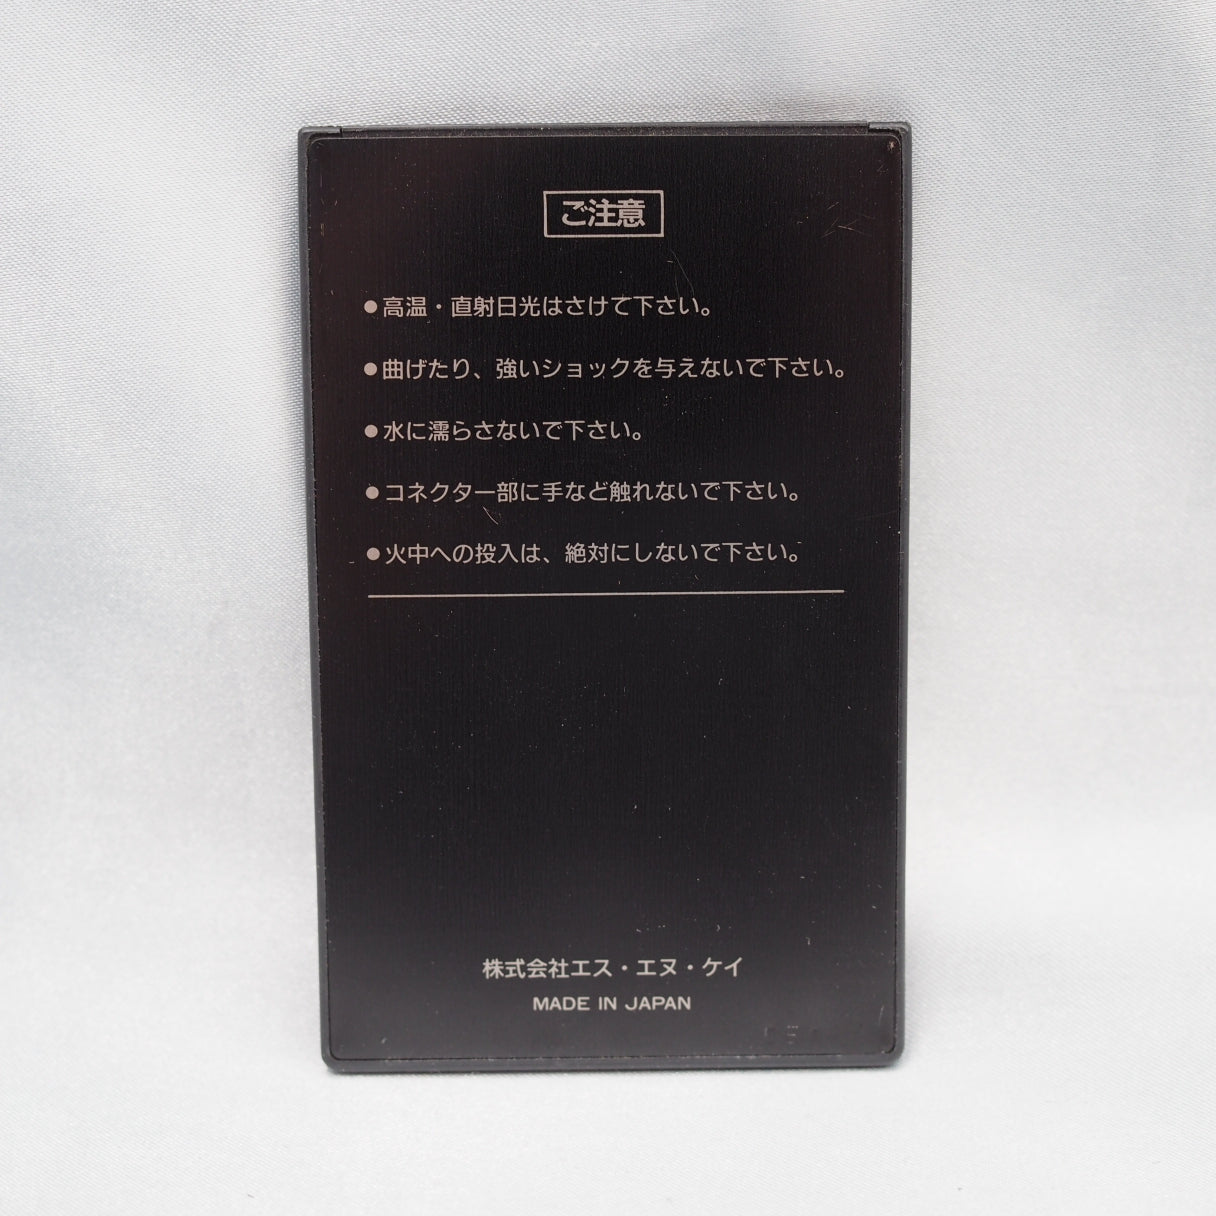 ご注意
●高温・直射日光はさけて下さい。
●曲げたり、強いショックを与えないで下さい。
●水に濡らさないで下さい。
●コネクター部に手など触れないで下さい。
●火中への投入は、絶対にしないで下さい。
株式会社エス・エヌ・ケイ
MADE IN JAPAN